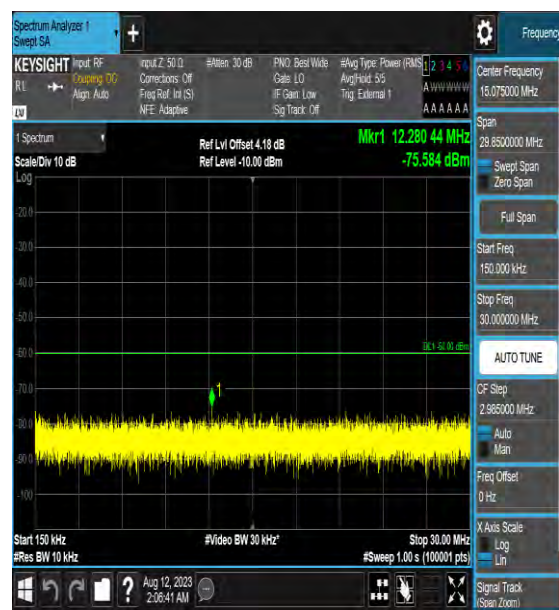 Spectrum Analyzer 1
Swept SA
+
Frequency
KEYSIGHT Input: RF
Coupling: DC
Align: Auto
RL
LXI
Input Z: 50 Ω
Corrections: Off
Freq Ref: Int (S)
NFE: Adaptive
#Atten: 30 dB
PNO: Best Wide
Gate: LO
IF Gain: Low
Sig Track: Off
#Avg Type: Power (RMS
Avg|Hold: 5/5
Trig: External 1
1 2 3 4 5 6
A W W W W W
A A A A A A
1 Spectrum
Scale/Div 10 dB
Log
Ref Lvl Offset 4.18 dB
Ref Level -10.00 dBm
Mkr1 12.280 44 MHz
-75.584 dBm
-20.0
-30.0
-40.0
-50.0
DL1 -60.00 dBm
-60.0
-70.0
1
-80.0
-90.0
-100
Start 150 kHz
#Res BW 10 kHz
#Video BW 30 kHz*
Stop 30.00 MHz
#Sweep 1.00 s (100001 pts)
Center Frequency
15.075000 MHz
Span
29.8500000 MHz
Swept Span
Zero Span
Full Span
Start Freq
150.000 kHz
Stop Freq
30.000000 MHz
AUTO TUNE
CF Step
2.985000 MHz
Auto
Man
Freq Offset
0 Hz
X Axis Scale
Log
Lin
Signal Track
(Span Zoom)
?
Aug 12, 2023
2:06:41 AM